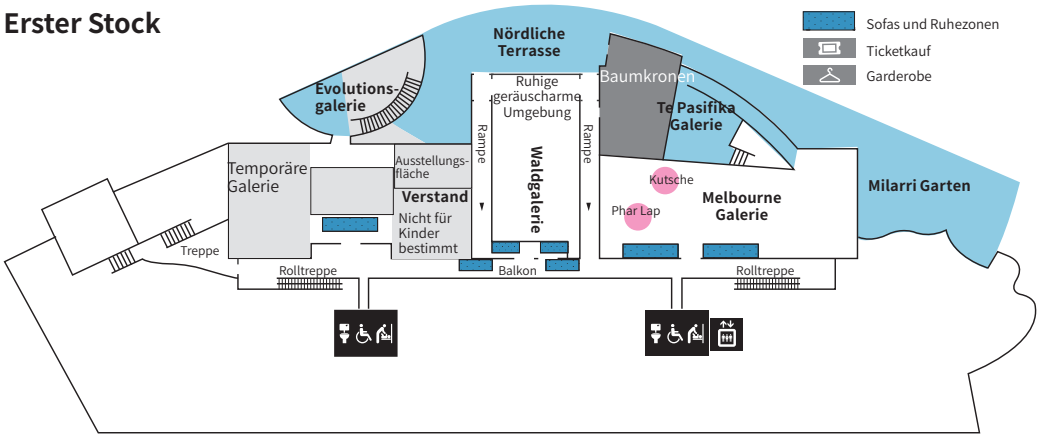 Erster Stock
Sofas und Ruhezonen
Ticketkauf
Garderobe
Nördliche
Terrasse
Evolutions-
galerie
Ruhige
geräuscharme
Umgebung
Baumkronen
Te Pasifika
Galerie
Rampe
Rampe
Waldgalerie
Temporäre
Galerie
Ausstellungs-
fläche
Verstand
Nicht für
Kinder
bestimmt
Kutsche
Phar Lap
Melbourne
Galerie
Milarri Garten
Treppe
Rolltreppe
Balkon
Rolltreppe